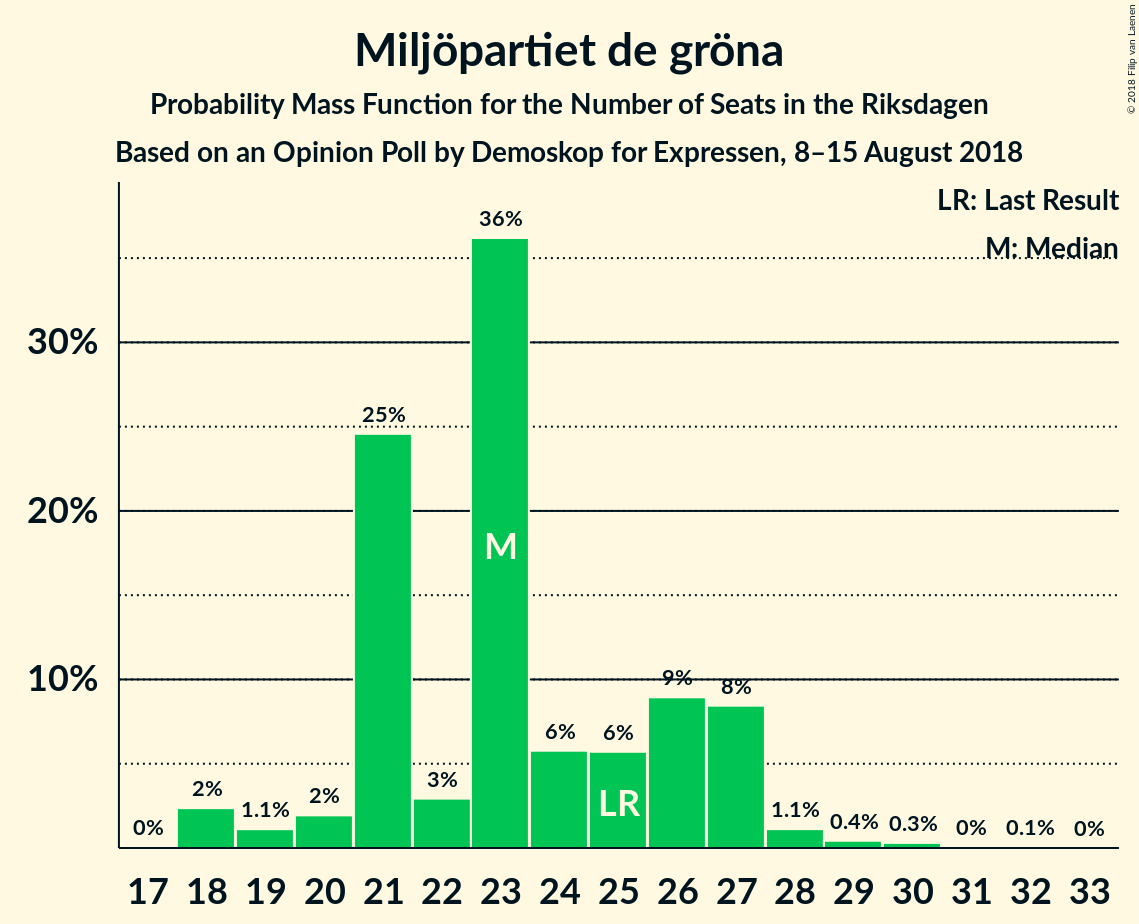 Miljöpartiet de gröna
Probability Mass Function for the Number of Seats in the Riksdagen
Based on an Opinion Poll by Demoskop for Expressen, 8–15 August 2018
© 2018 Filip van Laenen
LR: Last Result
M: Median
30%
20%
10%
0%
2%
1.1%
2%
25%
3%
36%
6%
6%
9%
8%
1.1%
0.4%
0.3%
0%
0.1%
0%
M
LR
17 18 19 20 21 22 23 24 25 26 27 28 29 30 31 32 33